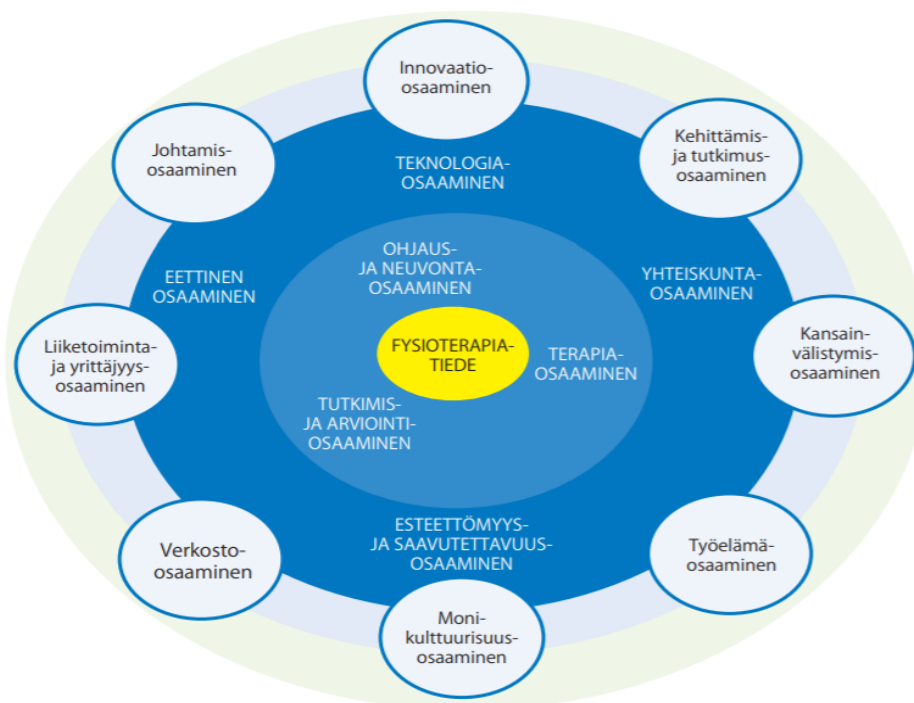 Innovaatio-
osaaminen
Johtamis-
osaaminen
Kehittämis-
ja tutkimus-
osaaminen
TEKNOLOGIA-
OSAAMINEN
OHJAUS-
JA NEUVONTA-
OSAAMINEN
EETTINEN
OSAAMINEN
YHTEISKUNTA-
OSAAMINEN
Liiketoiminta-
ja yrittäjyys-
osaaminen
FYSIOTERAPIA-
TIEDE
TERAPIA-
OSAAMINEN
Kansain-
välistymis-
osaaminen
TUTKIMIS-
JA ARVIOINTI-
OSAAMINEN
ESTEETTÖMYYS-
JA SAAVUTETTAVUUS-
OSAAMINEN
Verkosto-
osaaminen
Työelämä-
osaaminen
Moni-
kulttuurisuus-
osaaminen